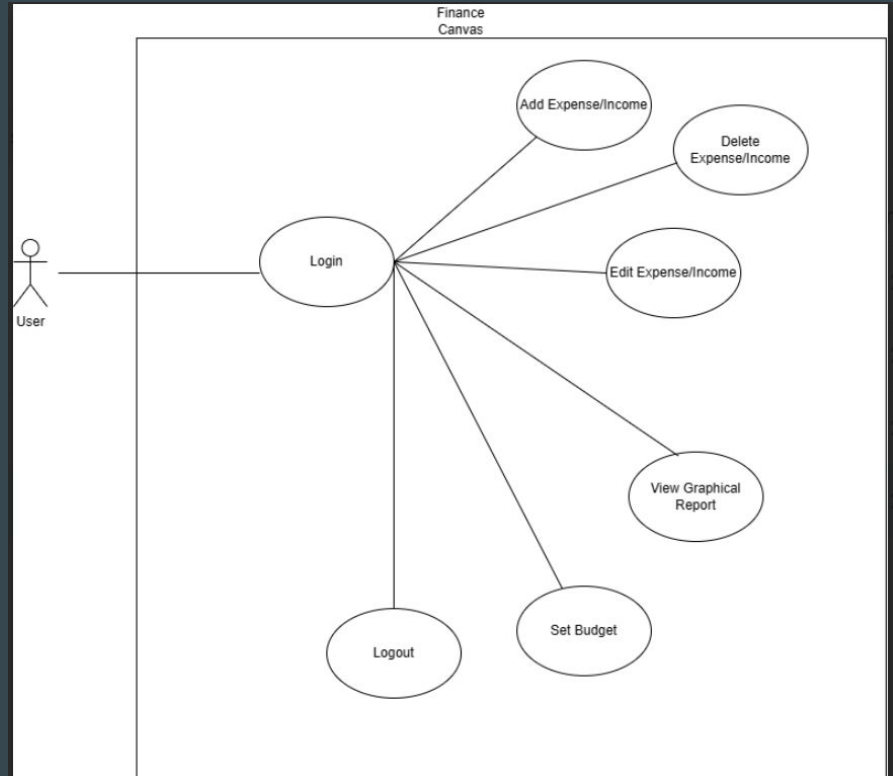 Finance
Canvas
Add Expense/Income
Delete
Expense/Income
Login
Edit Expense/Income
User
View Graphical
Report
Set Budget
Logout